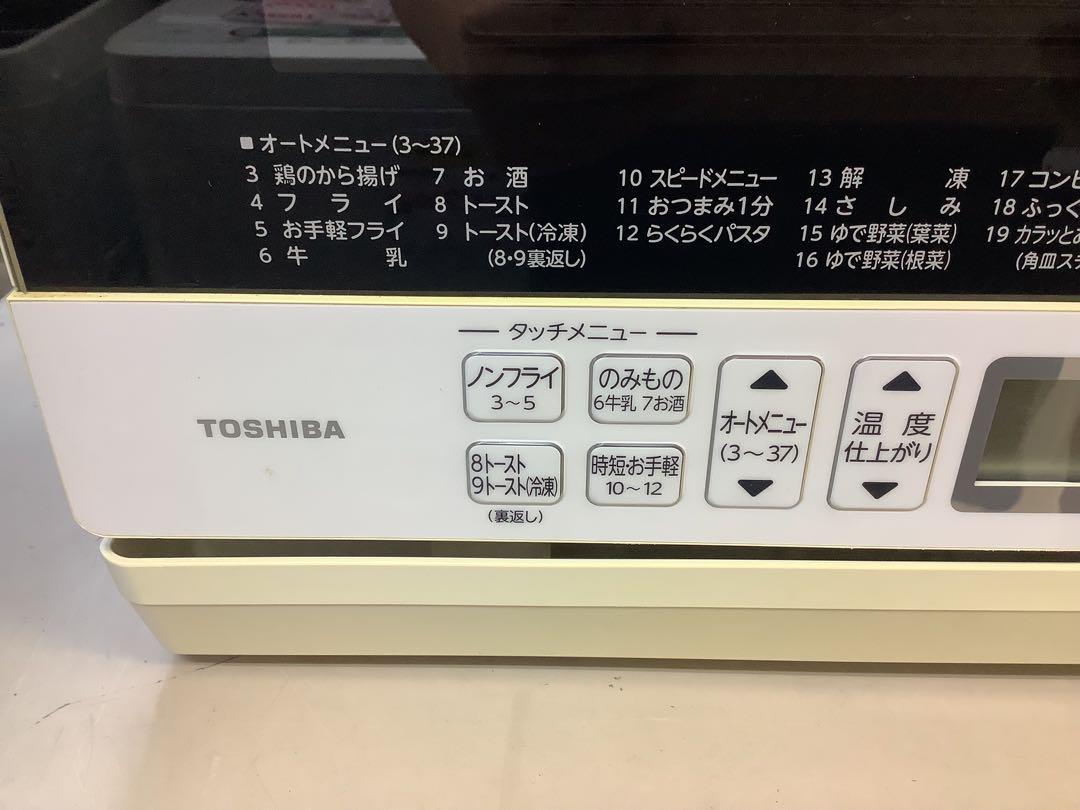 ■ オートメニュー(3～37)
3 鶏のから揚げ
4 フライ
5 お手軽フライ
6 牛乳
7 お酒
8 トースト
9 トースト(冷凍)
(8・9裏返し)
10 スピードメニュー
11 おつまみ1分
12 らくらくパスタ
13 解凍
14 さしみ
15 ゆで野菜(葉菜)
16 ゆで野菜(根菜)
17 コンビ
18 ふっく
19 カラッとお
(角皿スチ
タッチメニュー
ノンフライ
3～5
のみもの
6牛乳 7お酒
8トースト
9トースト(冷凍)
(裏返し)
時短・お手軽
10～12
オートメニュー
(3～37)
温度
仕上がり
TOSHIBA